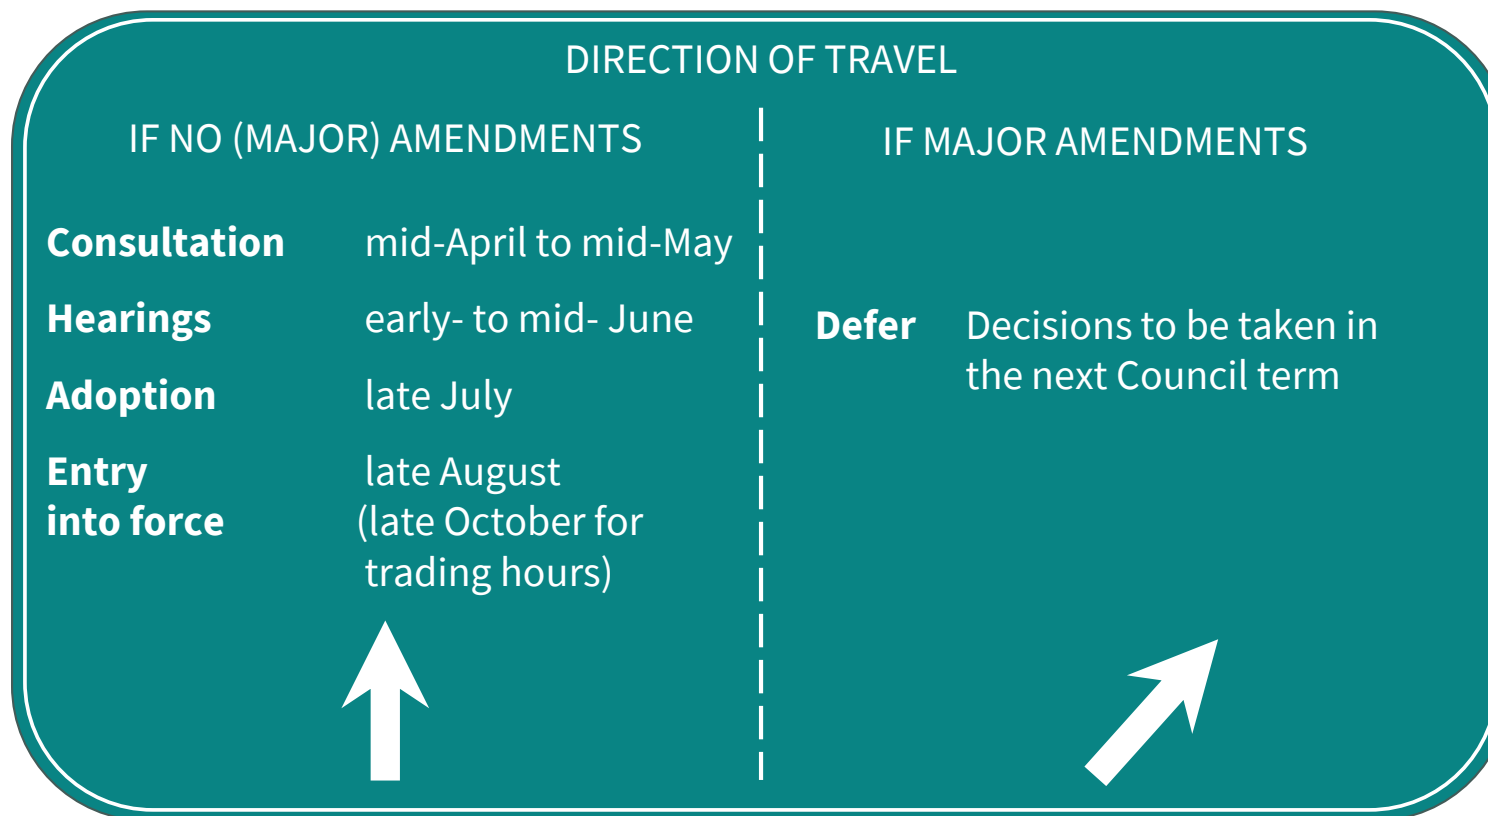 DIRECTION OF TRAVEL
IF NO (MAJOR) AMENDMENTS
Consultation mid-April to mid-May
Hearings early- to mid- June
Adoption late July
Entry late August
into force (late October for
trading hours)
IF MAJOR AMENDMENTS
Defer Decisions to be taken in
the next Council term